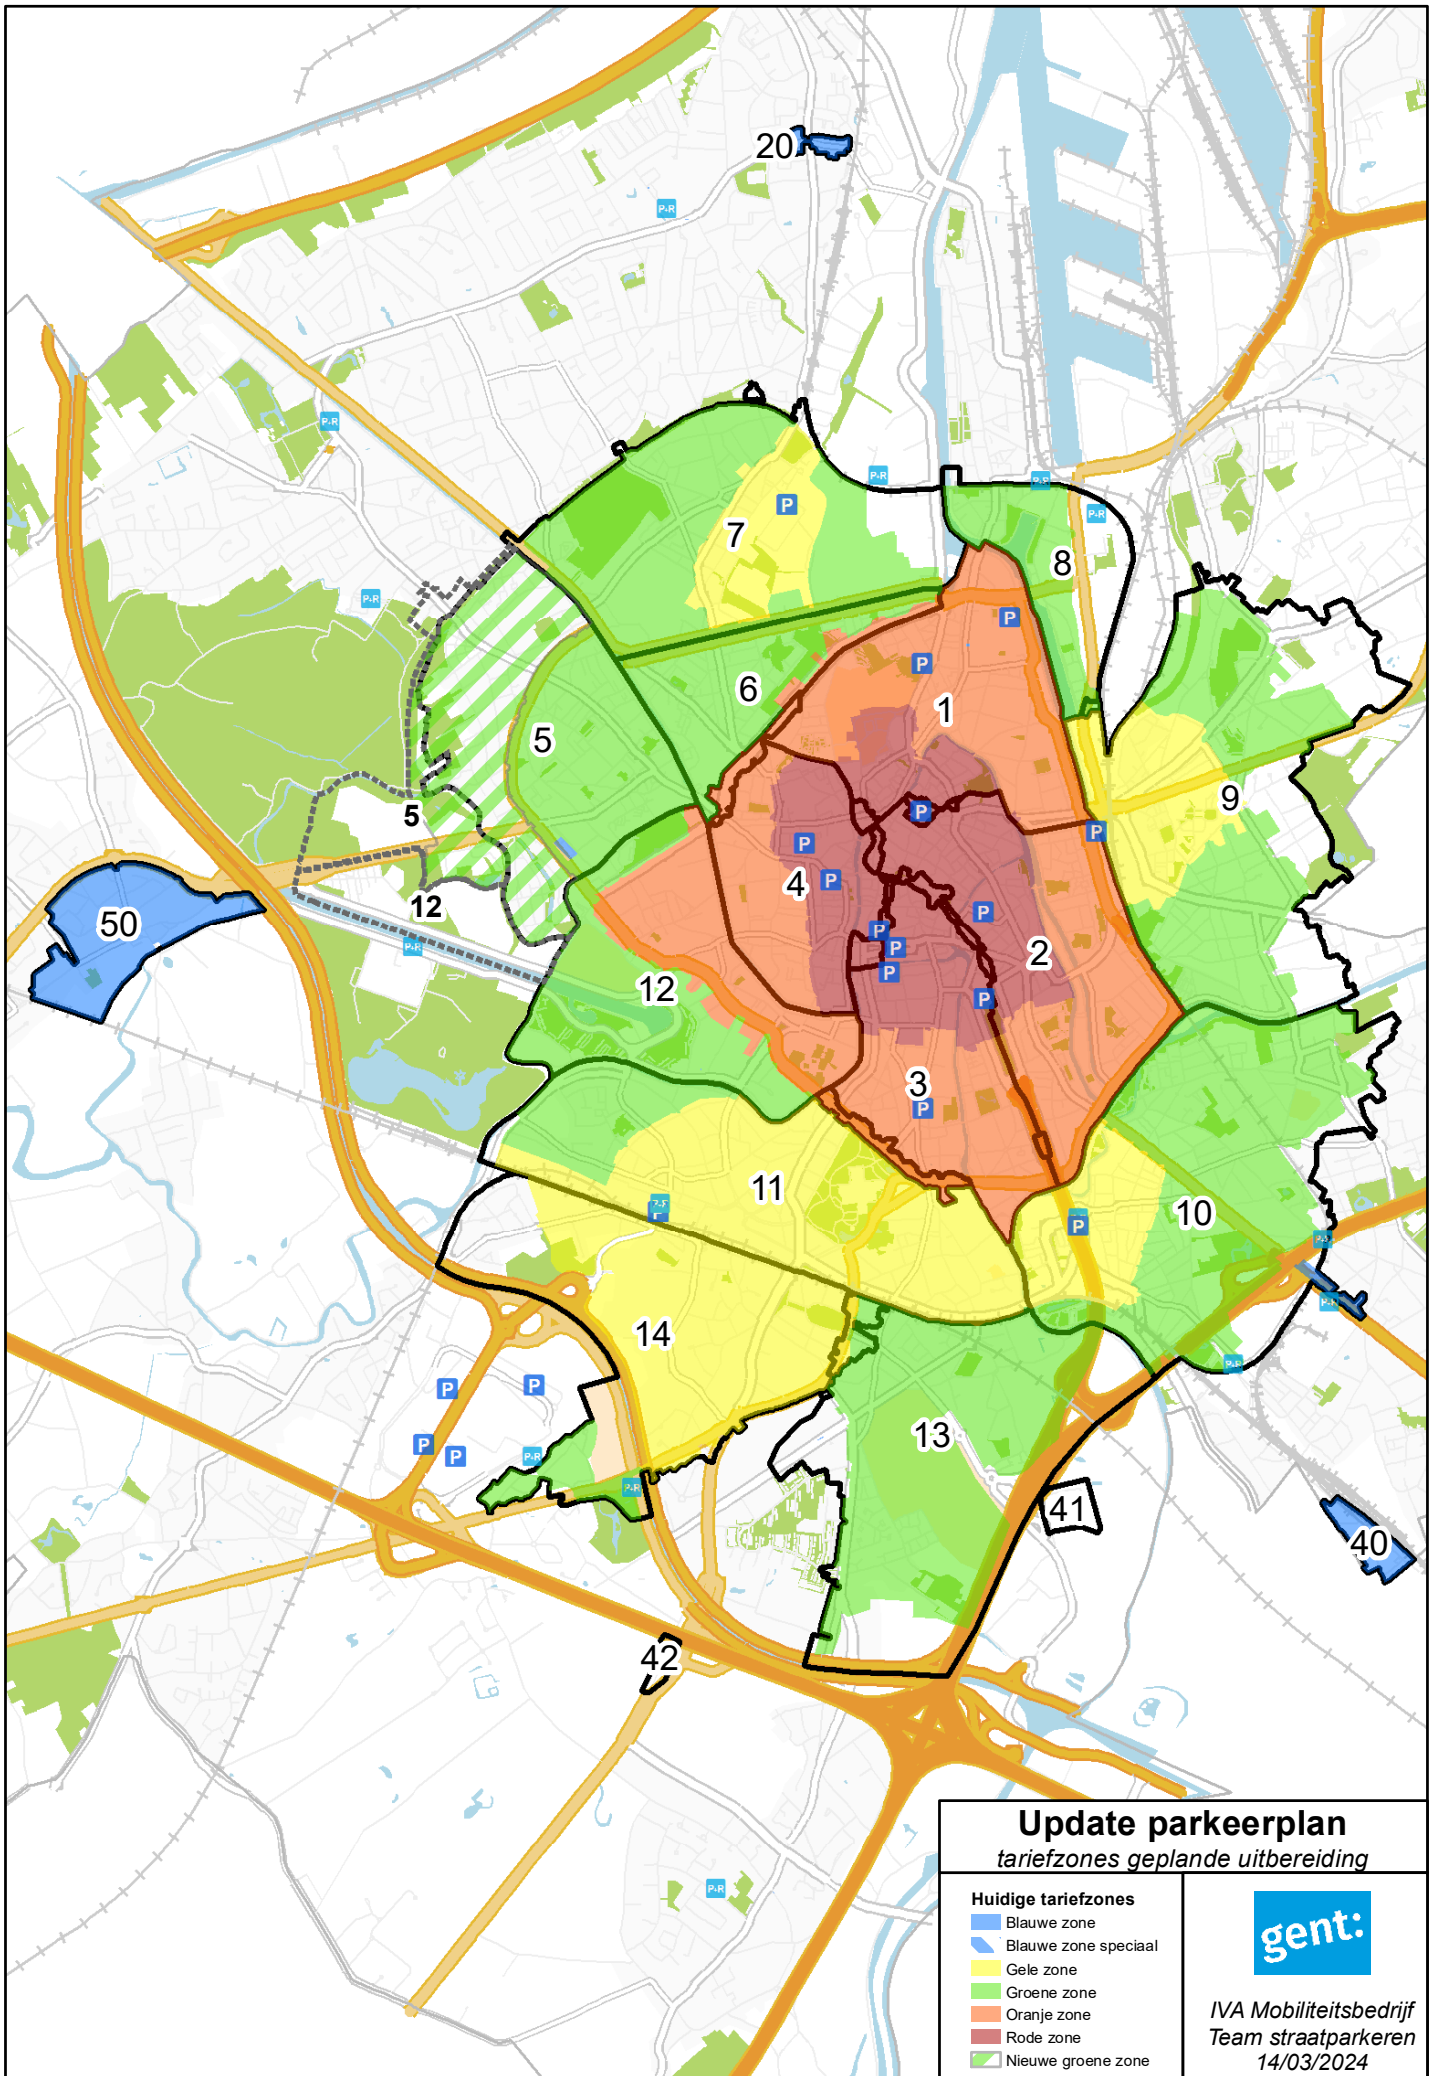 20
P+R
P+R
P
7
P+R
P+R
P+R
8
P+R
P
P
6
1
5
9
5
P
P
P
4
P
12
50
P
P
P
2
P+R
P
P
12
3
P
11
10
P+R
P
P+R
P
P+R
P+R
14
P+R
P
P
13
P
P
P+R
P+R
41
40
42
P+R
Update parkeerplan
tariefzones geplande uitbereiding
Huidige tariefzones
Blauwe zone
Blauwe zone speciaal
Gele zone
Groene zone
Oranje zone
Rode zone
Nieuwe groene zone
gent:
IVA Mobiliteitsbedrijf
Team straatparkeren
14/03/2024